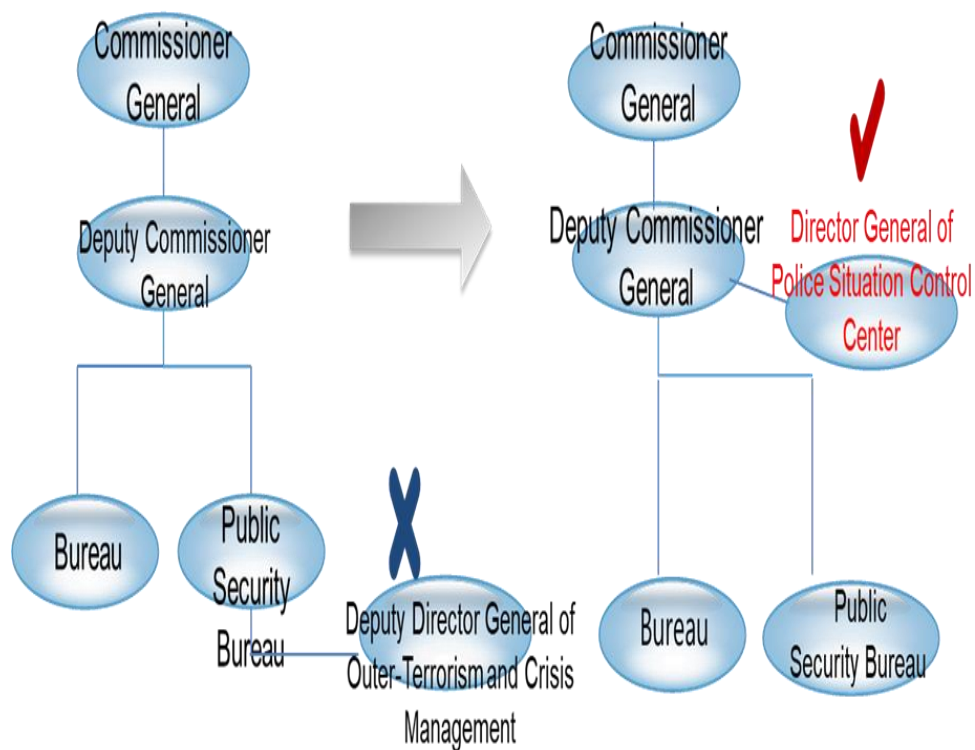 Commissioner
General
Deputy Commissioner
General
Bureau
Public
Security
Bureau
Deputy Director General of
Outer-Terrorism and Crisis
Management
Commissioner
General
Deputy Commissioner
General
Director General of
Police Situation Control
Center
Bureau
Public
Security Bureau